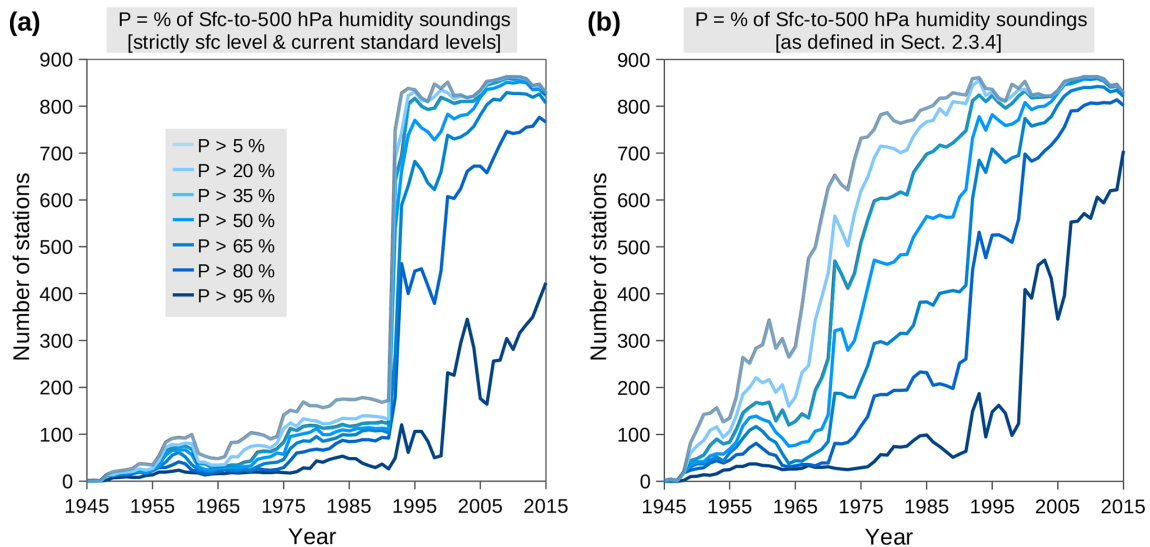 (a)
P = % of Sfc-to-500 hPa humidity soundings
[strictly sfc level & current standard levels]
900
800
700
600
500
400
300
200
100
0
Number of stations
P > 5 %
P > 20 %
P > 35 %
P > 50 %
P > 65 %
P > 80 %
P > 95 %
1945 1955 1965 1975 1985 1995 2005 2015
Year
(b)
P = % of Sfc-to-500 hPa humidity soundings
[as defined in Sect. 2.3.4]
900
800
700
600
500
400
300
200
100
0
Number of stations
1945 1955 1965 1975 1985 1995 2005 2015
Year